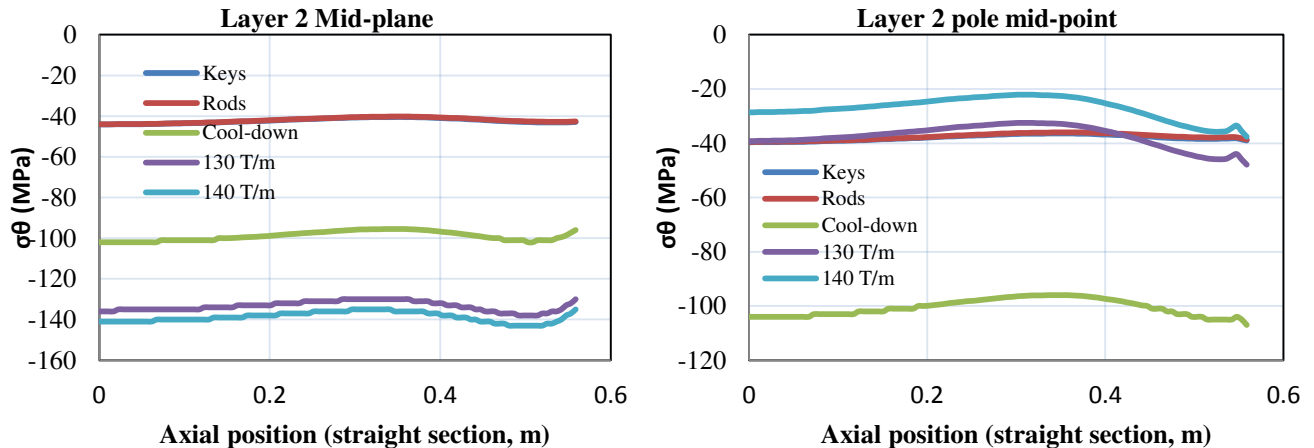 Layer 2 Mid-plane
0
-20
-40
-60
-80
-100
-120
-140
-160
σθ (MPa)
Keys
Rods
Cool-down
130 T/m
140 T/m
0
0.2
0.4
0.6
Axial position (straight section, m)
Layer 2 pole mid-point
0
-20
-40
-60
-80
-100
-120
σθ (MPa)
Keys
Rods
Cool-down
130 T/m
140 T/m
0
0.2
0.4
0.6
Axial position (straight section, m)